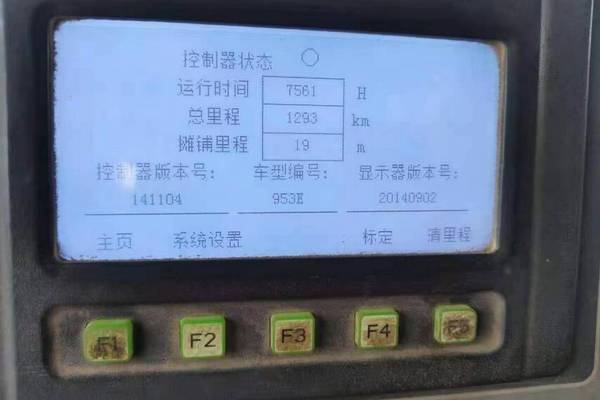 控制器状态
运行时间 7561 H
总里程 1293 km
摊铺里程 19 m
控制器版本号: 车型编号: 显示器版本号:
141104 953E 20140902
主页 系统设置 标定 清里程
F1 F2 F3 F4 F5